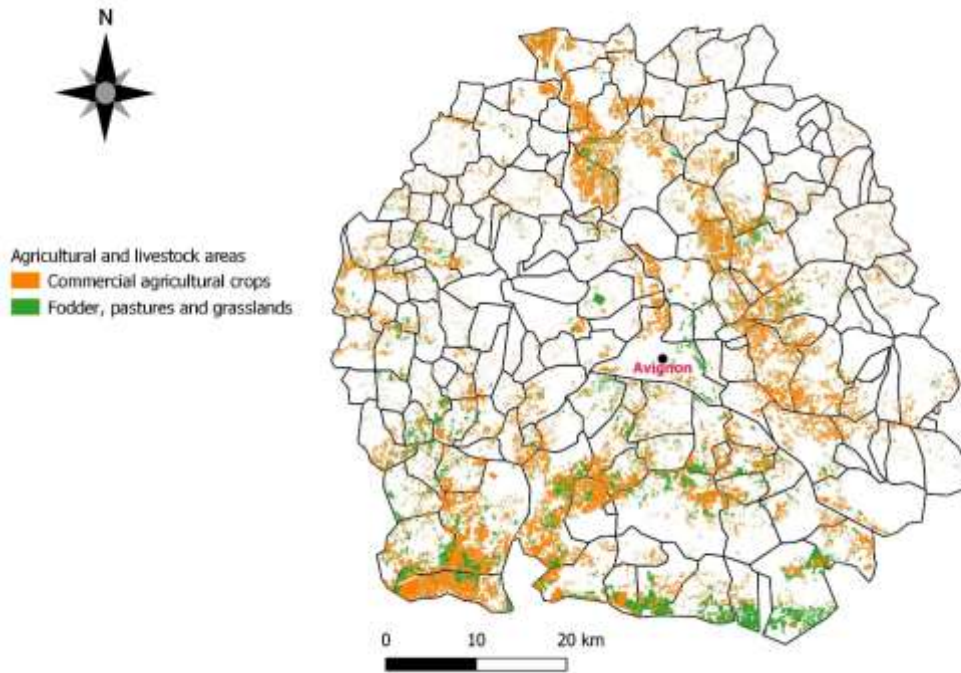 N
Agricultural and livestock areas
Commercial agricultural crops
Fodder, pastures and grasslands
Avignon
0 10 20 km